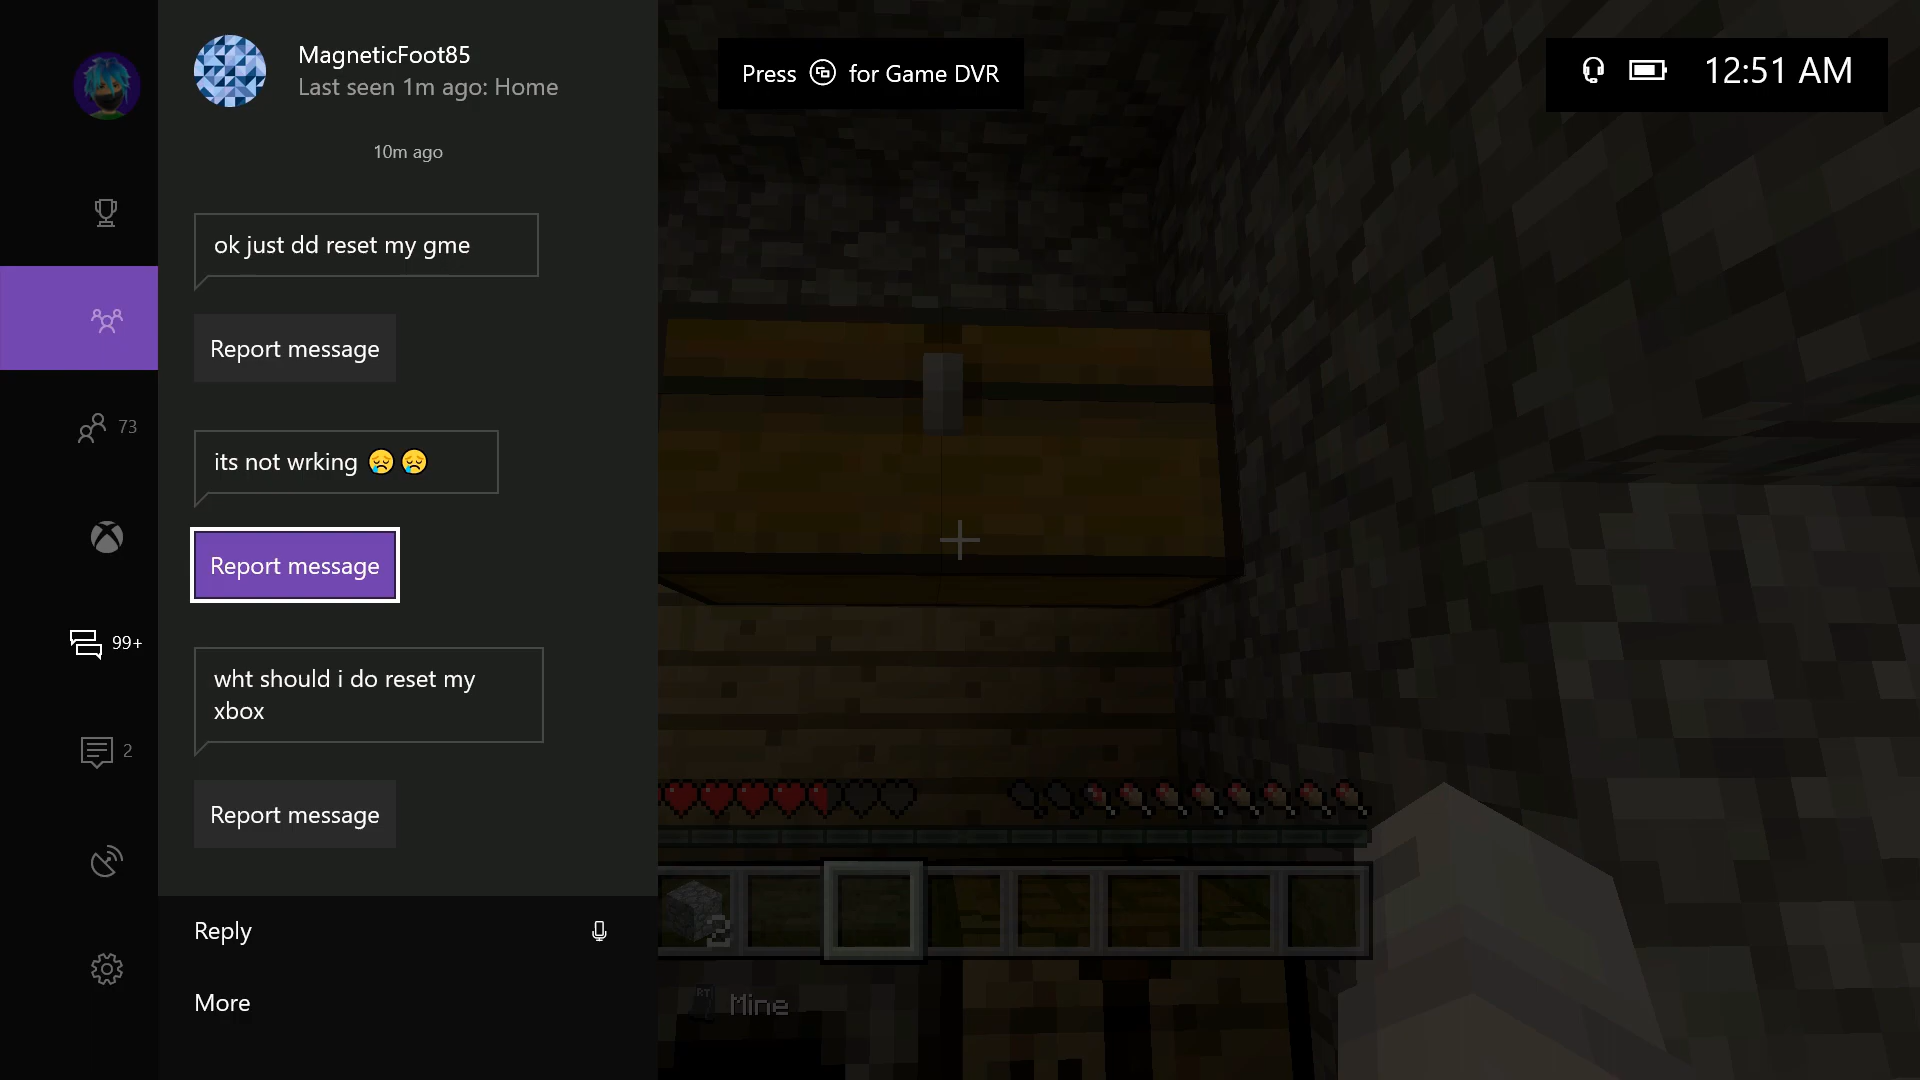 MagneticFoot85
Last seen 1m ago: Home
Press for Game DVR
12:51 AM
10m ago
ok just dd reset my gme
Report message
its not wrking 😢😢
Report message
wht should i do reset my
xbox
Report message
73
99+
2
Reply
More
2
RT
Mine